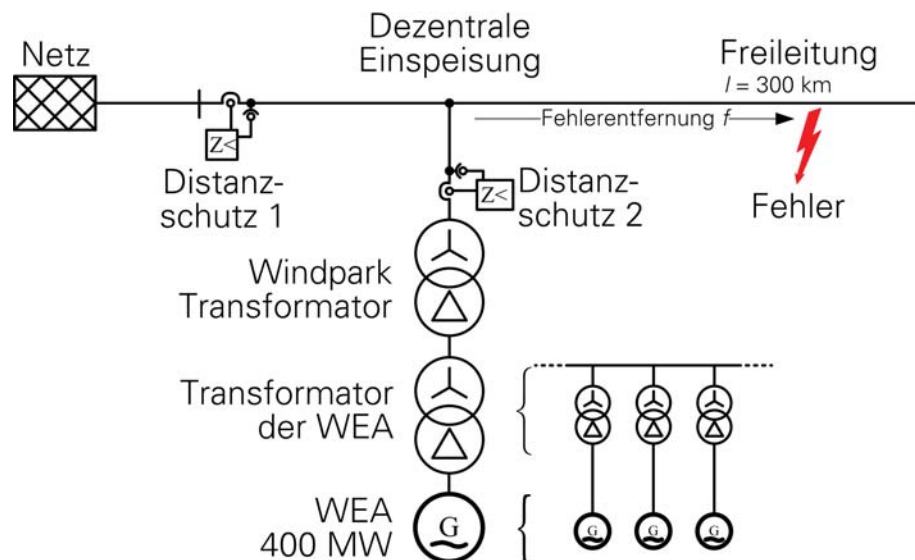 Netz
Dezentrale
Einspeisung
Freileitung
l = 300 km
Fehlerentfernung f
Z<
Distanz-
schutz 1
Z<
Distanz-
schutz 2
Fehler
Windpark
Transformator
Transformator
der WEA
WEA
400 MW
G
G
G
G